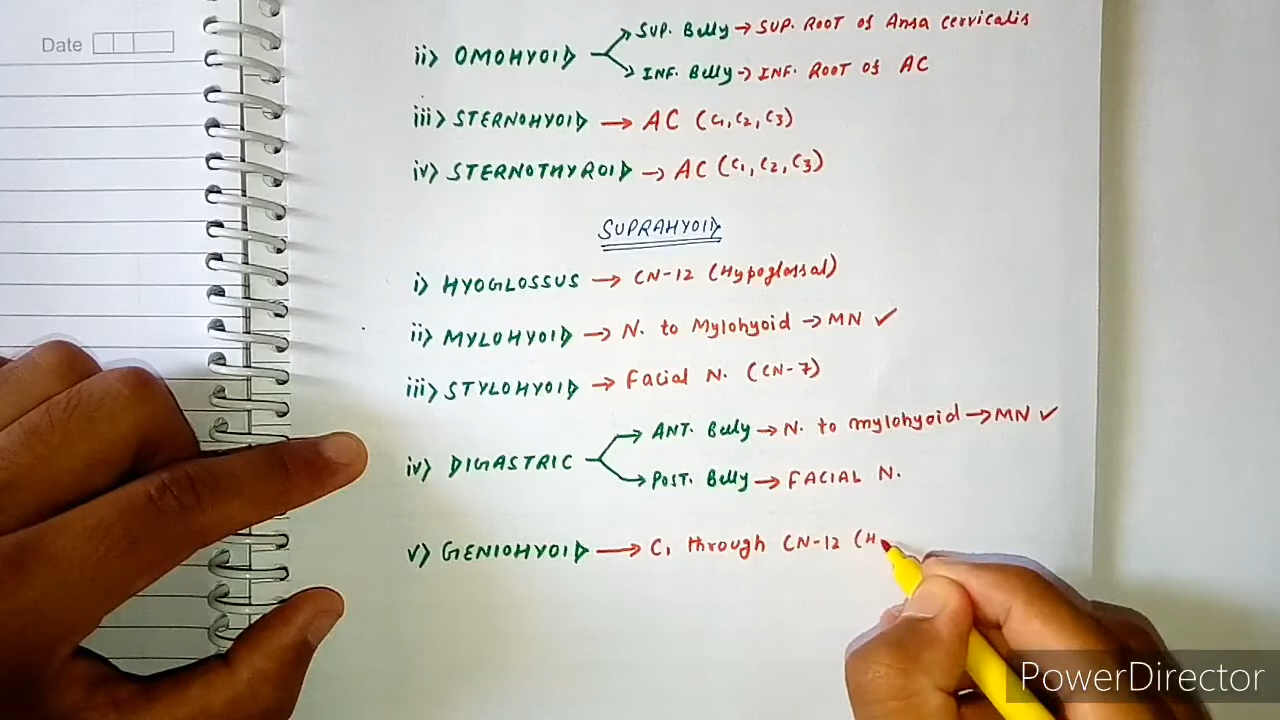 Date
ii) OMOHYOID → SUP. Belly → SUP. ROOT of Ansa cervicalis
→ INF. Belly → INF. ROOT of AC
iii) STERNOHYOID → AC (C1, C2, C3)
iv) STERNOTHYROID → AC (C1, C2, C3)
SUPRAHYOID
i) HYOGLOSSUS → CN-12 (Hypoglossal)
ii) MYLOHYOID → N. to Mylohyoid → MN ✓
iii) STYLOHYOID → Facial N. (CN-7)
iv) DIGASTRIC → ANT. Belly → N. to mylohyoid → MN ✓
→ POST. Belly → FACIAL N.
v) GENIOHYOID → C1 through CN-12 (H
PowerDirector